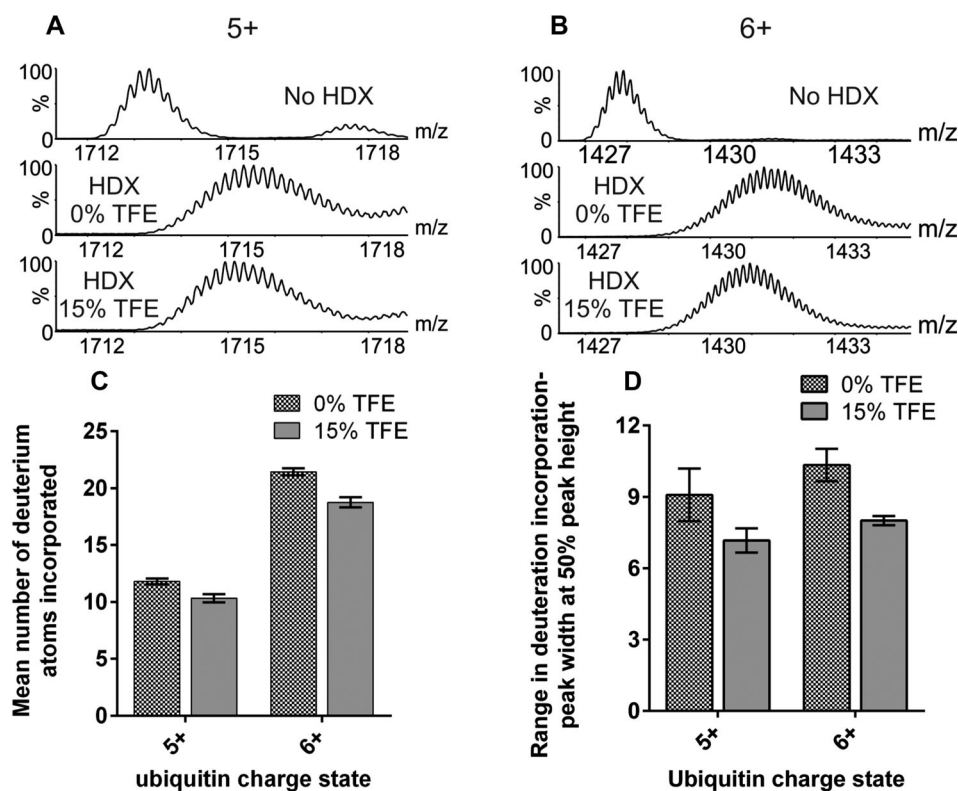 A
5+
100
%
0
No HDX
m/z
1712
1715
1718
100
%
0
HDX
0% TFE
m/z
1712
1715
1718
100
%
0
HDX
15% TFE
m/z
1712
1715
1718
B
6+
100
%
0
No HDX
m/z
1427
1430
1433
100
%
0
HDX
0% TFE
m/z
1427
1430
1433
100
%
0
HDX
15% TFE
m/z
1427
1430
1433
C
0% TFE
15% TFE
Mean number of deuterium
atoms incorporated
25
20
15
10
5
0
5+
6+
ubiquitin charge state
D
0% TFE
15% TFE
Range in deuteration incorporation-
peak width at 50% peak height
12
9
6
3
0
5+
6+
Ubiquitin charge state